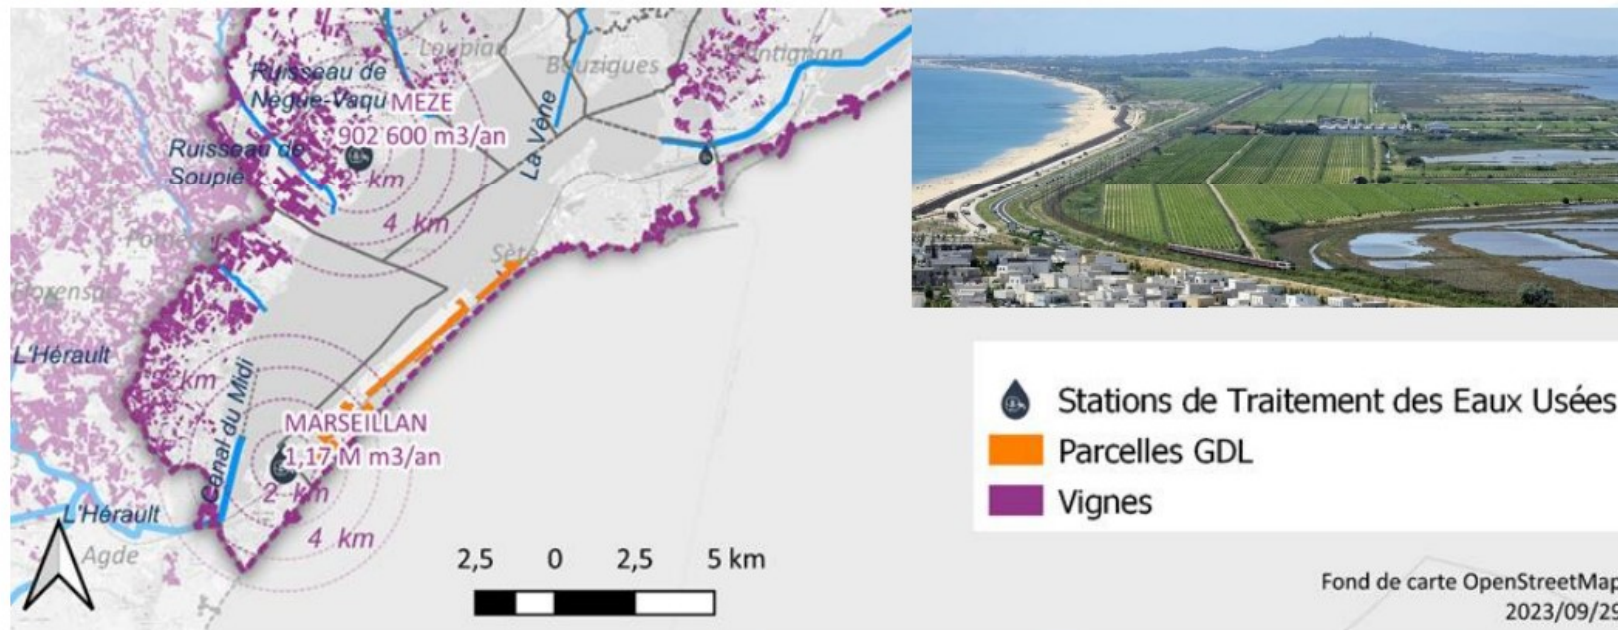 Loupian
Bouzigues
Frontignan
Ruisseau de
Nègue-Vaqu
MEZE
902 600 m3/an
La Vène
Ruisseau de
Soupié
2 km
4 km
Sète
L'Hérault
km
Canal du Midi
MARSEILLAN
1,17 M m3/an
2 km
L'Hérault
4 km
Agde
2,5 0 2,5 5 km
Stations de Traitement des Eaux Usées
Parcelles GDL
Vignes
Fond de carte OpenStreetMap
2023/09/29